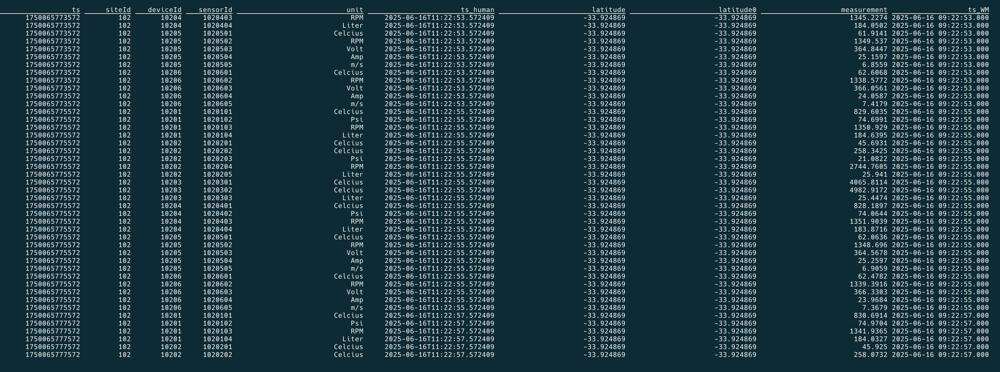 ts siteId deviceId sensorId unit ts_human latitude latitude0 measurement ts_WM
1750065773572 102 10204 1020403 RPM 2025-06-16T11:22:53.572409 -33.924869 -33.924869 1345.2274 2025-06-16 09:22:53.000
1750065773572 102 10204 1020404 Liter 2025-06-16T11:22:53.572409 -33.924869 -33.924869 184.0502 2025-06-16 09:22:53.000
1750065773572 102 10205 1020501 Celcius 2025-06-16T11:22:53.572409 -33.924869 -33.924869 61.9141 2025-06-16 09:22:53.000
1750065773572 102 10205 1020502 RPM 2025-06-16T11:22:53.572409 -33.924869 -33.924869 1349.537 2025-06-16 09:22:53.000
1750065773572 102 10205 1020503 Volt 2025-06-16T11:22:53.572409 -33.924869 -33.924869 364.8447 2025-06-16 09:22:53.000
1750065773572 102 10205 1020504 Amp 2025-06-16T11:22:53.572409 -33.924869 -33.924869 25.1597 2025-06-16 09:22:53.000
1750065773572 102 10205 1020505 m/s 2025-06-16T11:22:53.572409 -33.924869 -33.924869 6.8559 2025-06-16 09:22:53.000
1750065773572 102 10206 1020601 Celcius 2025-06-16T11:22:53.572409 -33.924869 -33.924869 62.6068 2025-06-16 09:22:53.000
1750065773572 102 10206 1020602 RPM 2025-06-16T11:22:53.572409 -33.924869 -33.924869 1338.5772 2025-06-16 09:22:53.000
1750065773572 102 10206 1020603 Volt 2025-06-16T11:22:53.572409 -33.924869 -33.924869 366.0561 2025-06-16 09:22:53.000
1750065773572 102 10206 1020604 Amp 2025-06-16T11:22:53.572409 -33.924869 -33.924869 24.0587 2025-06-16 09:22:53.000
1750065773572 102 10206 1020605 m/s 2025-06-16T11:22:53.572409 -33.924869 -33.924869 7.4179 2025-06-16 09:22:53.000
1750065775572 102 10201 1020101 Celcius 2025-06-16T11:22:55.572409 -33.924869 -33.924869 829.6035 2025-06-16 09:22:55.000
1750065775572 102 10201 1020102 Psi 2025-06-16T11:22:55.572409 -33.924869 -33.924869 74.6991 2025-06-16 09:22:55.000
1750065775572 102 10201 1020103 RPM 2025-06-16T11:22:55.572409 -33.924869 -33.924869 1350.929 2025-06-16 09:22:55.000
1750065775572 102 10201 1020104 Liter 2025-06-16T11:22:55.572409 -33.924869 -33.924869 184.6395 2025-06-16 09:22:55.000
1750065775572 102 10202 1020201 Celcius 2025-06-16T11:22:55.572409 -33.924869 -33.924869 45.6931 2025-06-16 09:22:55.000
1750065775572 102 10202 1020202 Celcius 2025-06-16T11:22:55.572409 -33.924869 -33.924869 258.3425 2025-06-16 09:22:55.000
1750065775572 102 10202 1020203 Psi 2025-06-16T11:22:55.572409 -33.924869 -33.924869 21.0822 2025-06-16 09:22:55.000
1750065775572 102 10202 1020204 RPM 2025-06-16T11:22:55.572409 -33.924869 -33.924869 2744.7605 2025-06-16 09:22:55.000
1750065775572 102 10202 1020205 Liter 2025-06-16T11:22:55.572409 -33.924869 -33.924869 25.941 2025-06-16 09:22:55.000
1750065775572 102 10203 1020301 Celcius 2025-06-16T11:22:55.572409 -33.924869 -33.924869 4065.8114 2025-06-16 09:22:55.000
1750065775572 102 10203 1020302 Celcius 2025-06-16T11:22:55.572409 -33.924869 -33.924869 4982.9172 2025-06-16 09:22:55.000
1750065775572 102 10203 1020303 Liter 2025-06-16T11:22:55.572409 -33.924869 -33.924869 25.4474 2025-06-16 09:22:55.000
1750065775572 102 10204 1020401 Celcius 2025-06-16T11:22:55.572409 -33.924869 -33.924869 828.1897 2025-06-16 09:22:55.000
1750065775572 102 10204 1020402 Psi 2025-06-16T11:22:55.572409 -33.924869 -33.924869 74.0644 2025-06-16 09:22:55.000
1750065775572 102 10204 1020403 RPM 2025-06-16T11:22:55.572409 -33.924869 -33.924869 1351.9039 2025-06-16 09:22:55.000
1750065775572 102 10204 1020404 Liter 2025-06-16T11:22:55.572409 -33.924869 -33.924869 183.8716 2025-06-16 09:22:55.000
1750065775572 102 10205 1020501 Celcius 2025-06-16T11:22:55.572409 -33.924869 -33.924869 62.0636 2025-06-16 09:22:55.000
1750065775572 102 10205 1020502 RPM 2025-06-16T11:22:55.572409 -33.924869 -33.924869 1348.696 2025-06-16 09:22:55.000
1750065775572 102 10205 1020503 Volt 2025-06-16T11:22:55.572409 -33.924869 -33.924869 364.5678 2025-06-16 09:22:55.000
1750065775572 102 10205 1020504 Amp 2025-06-16T11:22:55.572409 -33.924869 -33.924869 25.2597 2025-06-16 09:22:55.000
1750065775572 102 10205 1020505 m/s 2025-06-16T11:22:55.572409 -33.924869 -33.924869 6.9059 2025-06-16 09:22:55.000
1750065775572 102 10206 1020601 Celcius 2025-06-16T11:22:55.572409 -33.924869 -33.924869 62.4782 2025-06-16 09:22:55.000
1750065775572 102 10206 1020602 RPM 2025-06-16T11:22:55.572409 -33.924869 -33.924869 1339.3916 2025-06-16 09:22:55.000
1750065775572 102 10206 1020603 Volt 2025-06-16T11:22:55.572409 -33.924869 -33.924869 366.3303 2025-06-16 09:22:55.000
1750065775572 102 10206 1020604 Amp 2025-06-16T11:22:55.572409 -33.924869 -33.924869 23.9684 2025-06-16 09:22:55.000
1750065775572 102 10206 1020605 m/s 2025-06-16T11:22:55.572409 -33.924869 -33.924869 7.3679 2025-06-16 09:22:55.000
1750065777572 102 10201 1020101 Celcius 2025-06-16T11:22:57.572409 -33.924869 -33.924869 830.6914 2025-06-16 09:22:57.000
1750065777572 102 10201 1020102 Psi 2025-06-16T11:22:57.572409 -33.924869 -33.924869 74.9704 2025-06-16 09:22:57.000
1750065777572 102 10201 1020103 RPM 2025-06-16T11:22:57.572409 -33.924869 -33.924869 1341.9365 2025-06-16 09:22:57.000
1750065777572 102 10201 1020104 Liter 2025-06-16T11:22:57.572409 -33.924869 -33.924869 184.0327 2025-06-16 09:22:57.000
1750065777572 102 10202 1020201 Celcius 2025-06-16T11:22:57.572409 -33.924869 -33.924869 45.925 2025-06-16 09:22:57.000
1750065777572 102 10202 1020202 Celcius 2025-06-16T11:22:57.572409 -33.924869 -33.924869 258.0732 2025-06-16 09:22:57.000